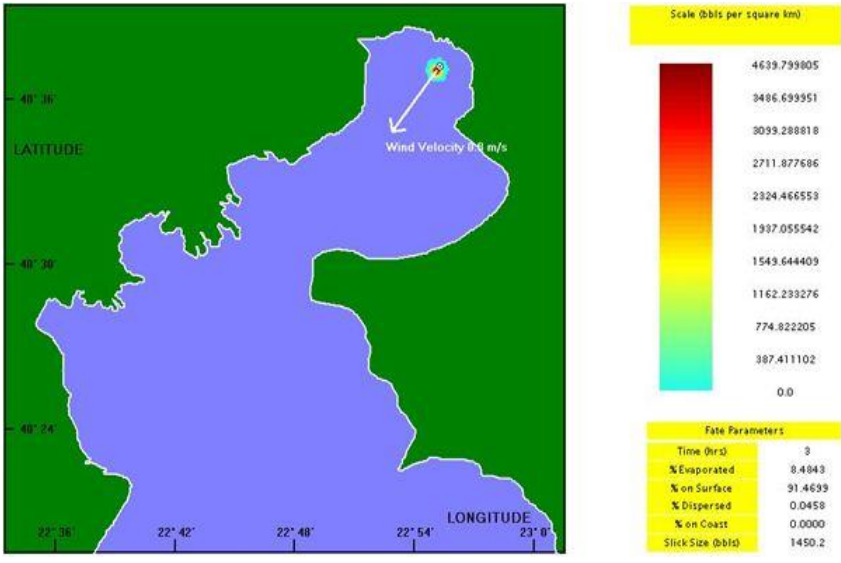 Scale (bbls per square km)
4639.799805
3486.699951
3099.288818
2711.877686
2324.466553
1937.055542
1549.644409
1162.233276
774.822205
387.411102
0.0
40°36'
LATITUDE
Wind Velocity 8.0 m/s
40°30'
40°24'
LONGITUDE
22°36' 22°42' 22°48' 22°54' 23°0'
Fate Parameters
Time (hrs) 3
% Evaporated 8.4843
% on Surface 91.4699
% Dispersed 0.0458
% on Coast 0.0000
Slick Size (bbls) 1450.2